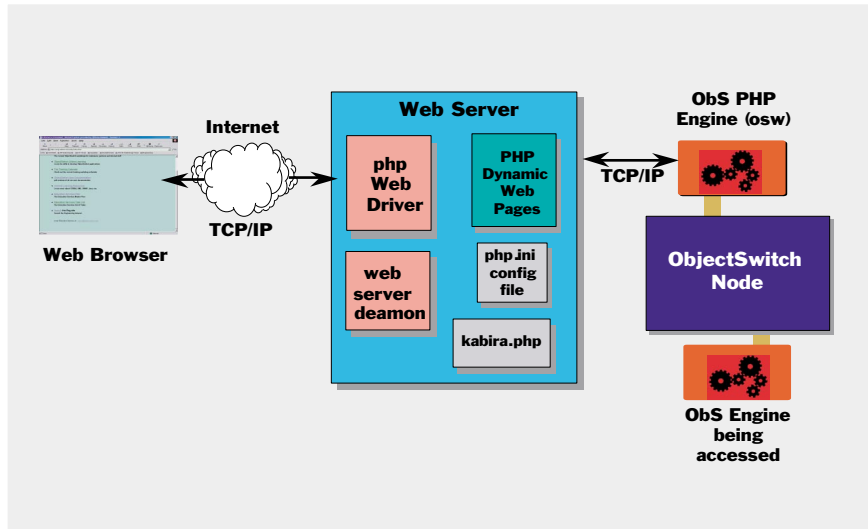 Web Server
Internet
TCP/IP
Web Browser
php
Web
Driver
PHP
Dynamic
Web
Pages
web
server
deamon
php.ini
config
file
kabira.php
TCP/IP
ObS PHP
Engine (osw)
ObjectSwitch
Node
ObS Engine
being
accessed